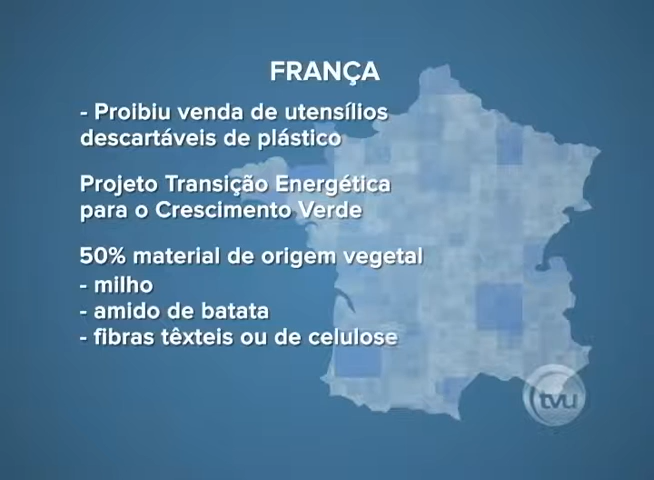 FRANÇA
- Proibiu venda de utensílios
descartáveis de plástico
Projeto Transição Energética
para o Crescimento Verde
50% material de origem vegetal
- milho
- amido de batata
- fibras têxteis ou de celulose
tvu